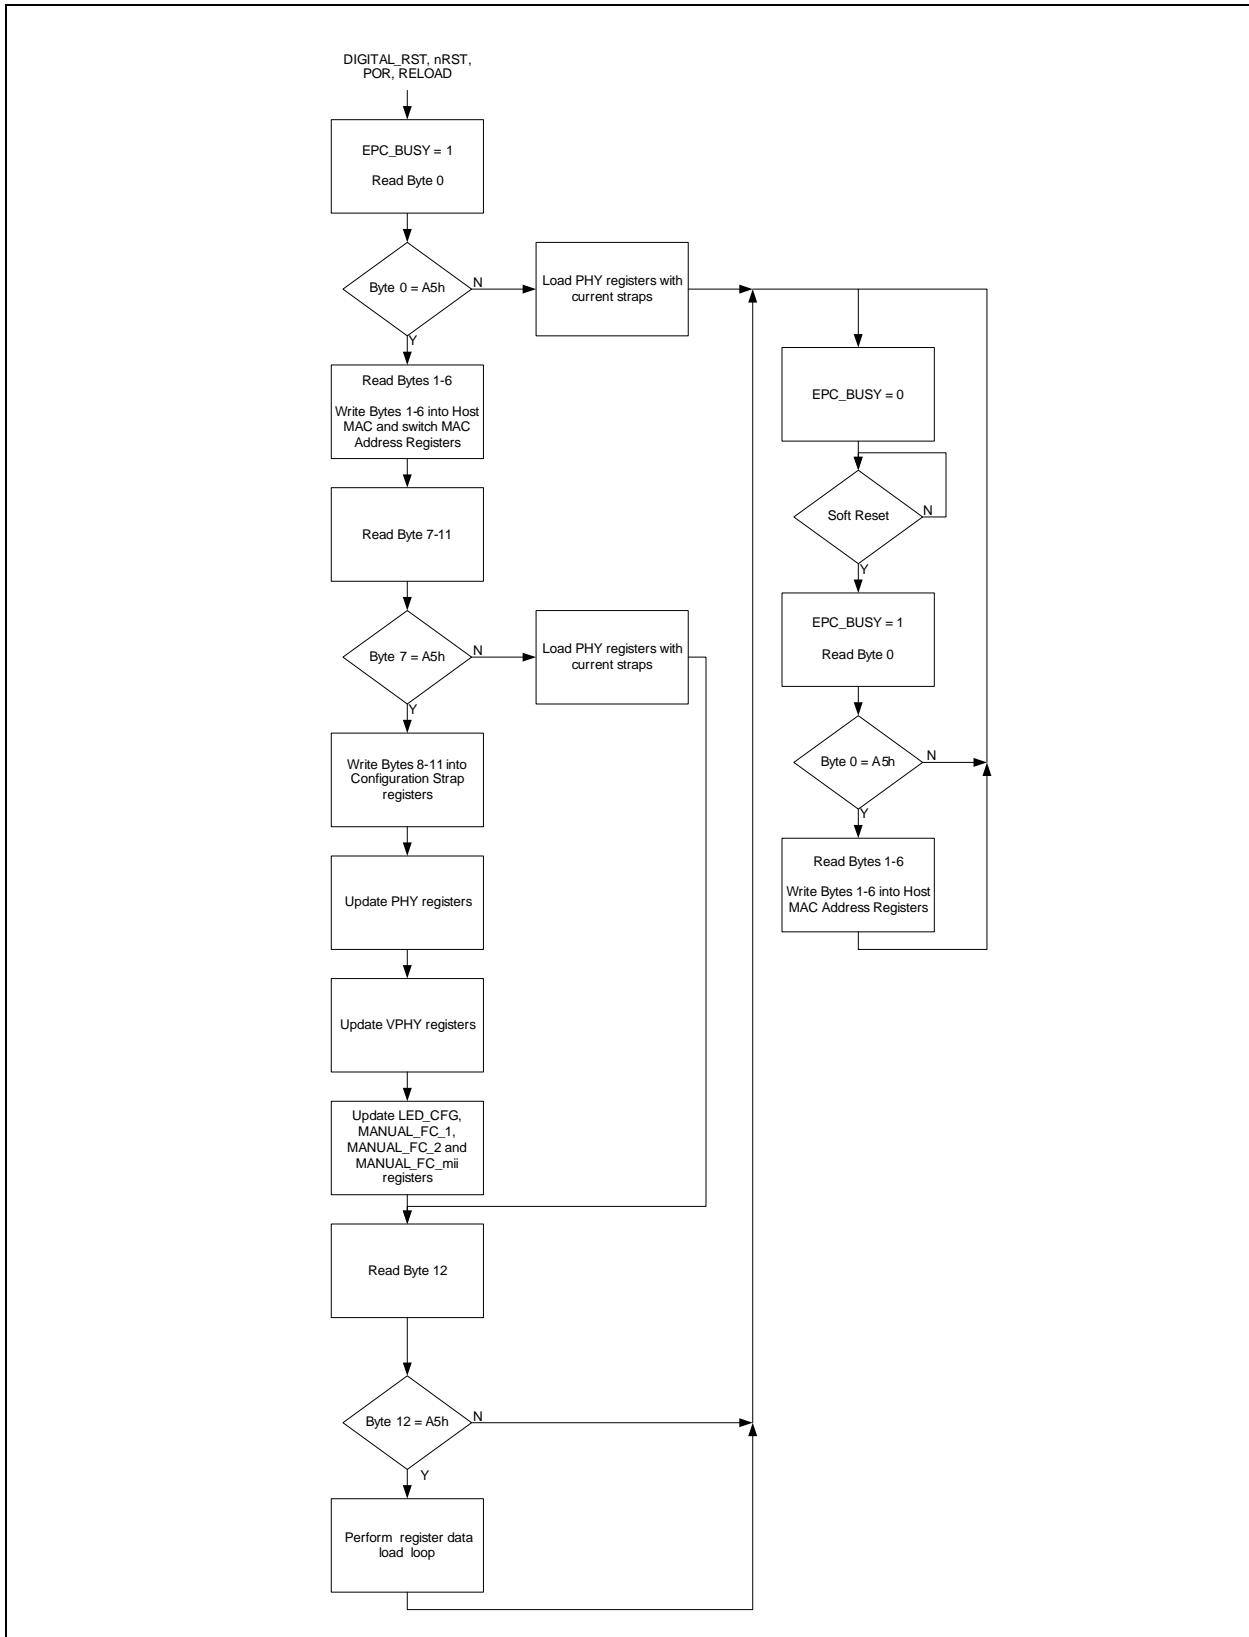 DIGITAL_RST, nRST,
POR, RELOAD
EPC_BUSY = 1
Read Byte 0
Byte 0 = A5h
N
Load PHY registers with
current straps
Y
Read Bytes 1-6
Write Bytes 1-6 into Host
MAC and switch MAC
Address Registers
Read Byte 7-11
Byte 7 = A5h
N
Load PHY registers with
current straps
Y
Write Bytes 8-11 into
Configuration Strap
registers
Update PHY registers
Update VPHY registers
Update LED_CFG,
MANUAL_FC_1,
MANUAL_FC_2 and
MANUAL_FC_mii
registers
Read Byte 12
Byte 12 = A5h
N
Y
Perform register data
load loop
EPC_BUSY = 0
Soft Reset
N
Y
EPC_BUSY = 1
Read Byte 0
Byte 0 = A5h
N
Y
Read Bytes 1-6
Write Bytes 1-6 into Host
MAC Address Registers